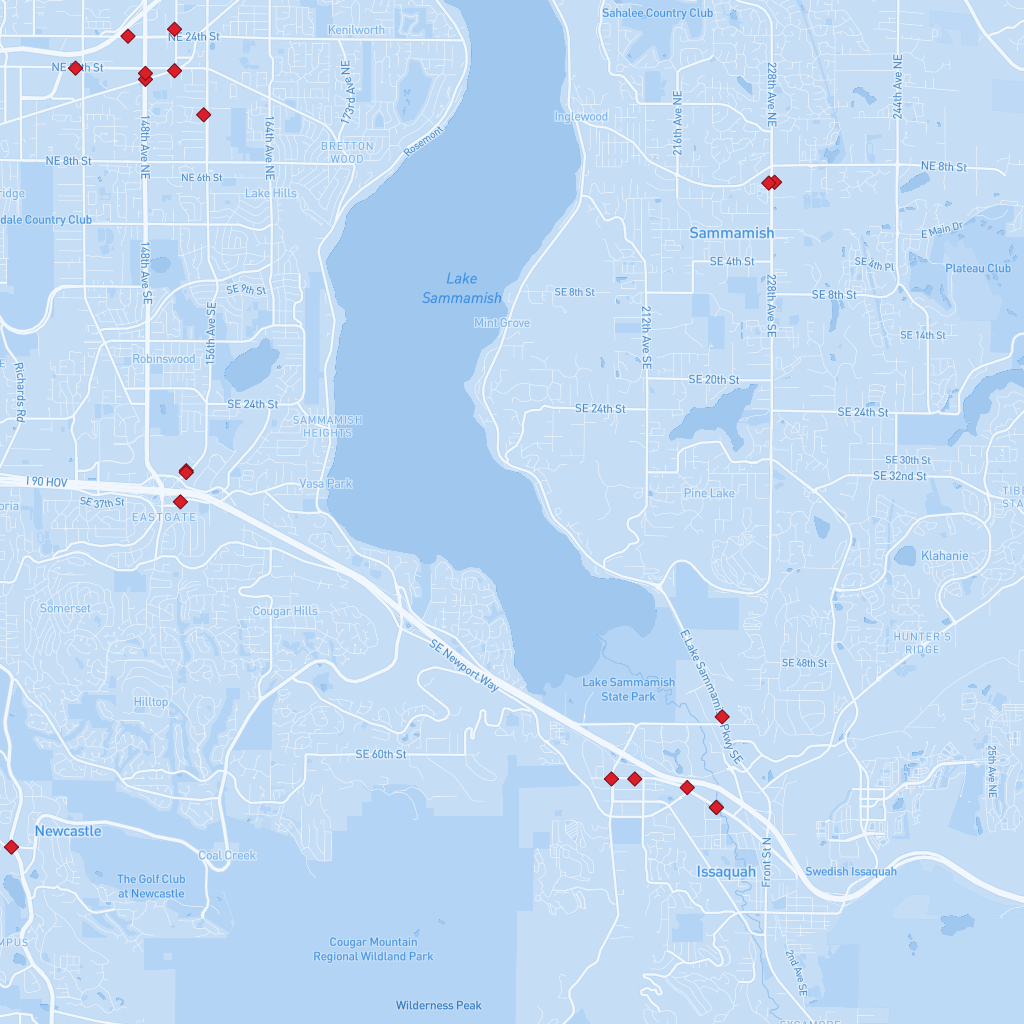 Sahalee Country Club
Kenilworth
NE 24th St
NE
th St
173rd Ave NE
228th Ave NE
244th Ave NE
216th Ave NE
Inglewood
148th Ave NE
164th Ave NE
BRETTON
WOOD
Rosemont
NE 8th St
NE 8th St
NE 6th St
Lake Hills
ridge
dale Country Club
Sammamish
E Main Dr
148th Ave SE
SE 4th St
SE 4th Pl
Plateau Club
Lake
Sammamish
SE 9th St
SE 8th St
SE 8th St
156th Ave SE
212th Ave SE
228th Ave SE
Mint Grove
SE 14th St
Robinswood
E
Richards Rd
SE 20th St
SE 24th St
SE 24th St
SE 24th St
SAMMAMISH
HEIGHTS
SE 30th St
SE 32nd St
I 90 HOV
Vasa Park
Pine Lake
TIB
STA
SE 37th St
oria
EASTGATE
Klahanie
Somerset
Cougar Hills
HUNTER'S
RIDGE
E Lake Sammamish Pkwy SE
SE Newport Way
SE 48th St
Lake Sammamish
State Park
Hilltop
SE 60th St
25th Ave NE
Newcastle
Coal Creek
Front St N
Issaquah
Swedish Issaquah
The Golf Club
at Newcastle
MPUS
Cougar Mountain
Regional Wildland Park
2nd Ave SE
Wilderness Peak
SYCAMORE